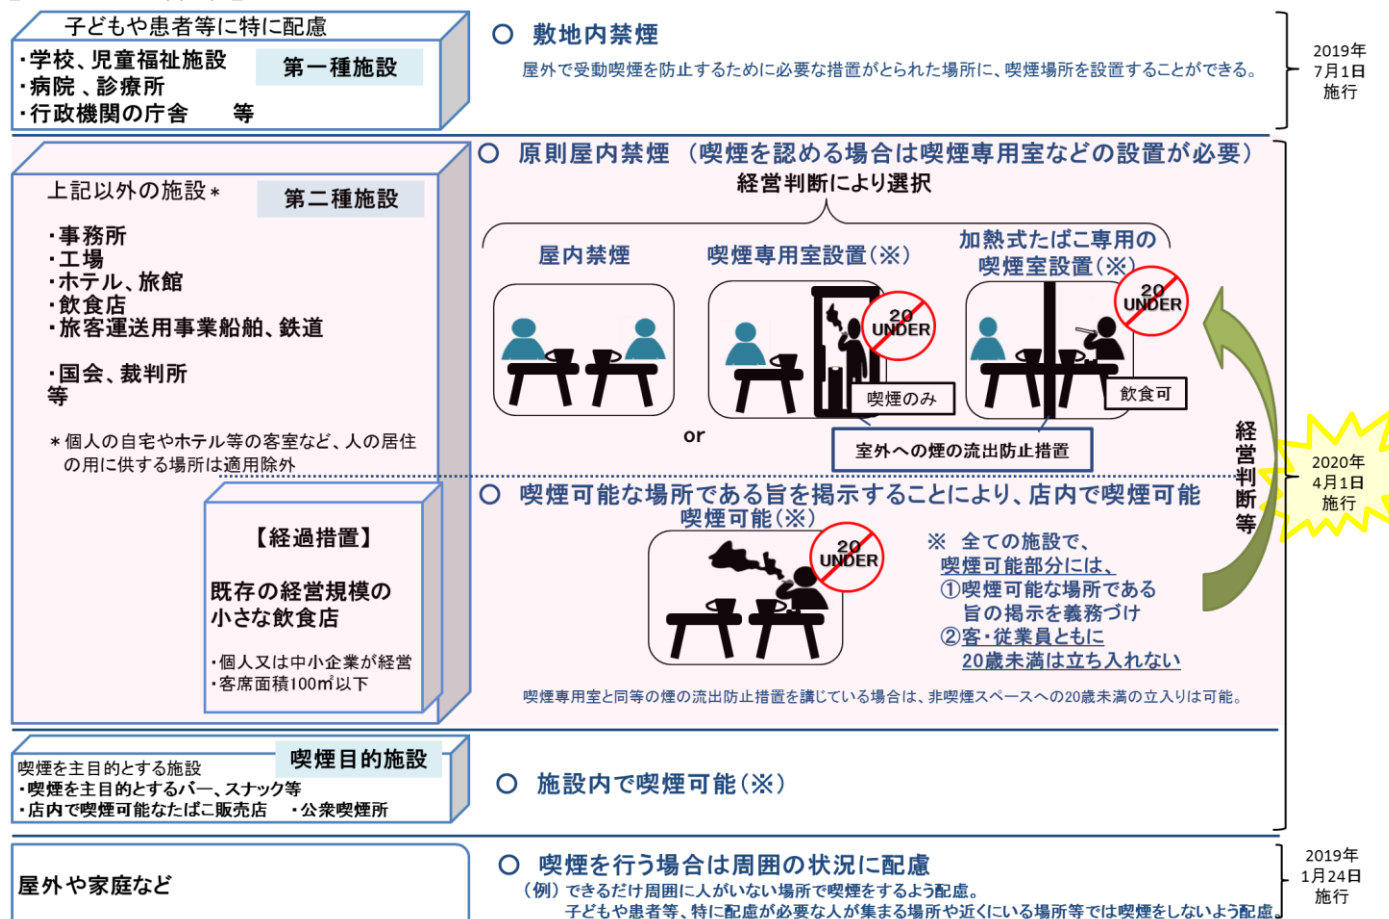 子どもや患者等に特に配慮
・学校、児童福祉施設
・病院、診療所
・行政機関の庁舎　　等
第一種施設
○ 敷地内禁煙
屋外で受動喫煙を防止するために必要な措置がとられた場所に、喫煙場所を設置することができる。
2019年
7月1日
施行
上記以外の施設*
第二種施設
・事務所
・工場
・ホテル、旅館
・飲食店
・旅客運送用事業船舶、鉄道
・国会、裁判所
等
*個人の自宅やホテル等の客室など、人の居住
の用に供する場所は適用除外
○ 原則屋内禁煙 （喫煙を認める場合は喫煙専用室などの設置が必要）
経営判断により選択
屋内禁煙
喫煙専用室設置(※)
加熱式たばこ専用の
喫煙室設置(※)
20
UNDER
20
UNDER
喫煙のみ
飲食可
or
室外への煙の流出防止措置
経営判断等
2020年
4月1日
施行
【経過措置】
既存の経営規模の
小さな飲食店
・個人又は中小企業が経営
・客席面積100㎡以下
○ 喫煙可能な場所である旨を掲示することにより、店内で喫煙可能
喫煙可能(※)
20
UNDER
※ 全ての施設で、
喫煙可能部分には、
①喫煙可能な場所である
旨の掲示を義務づけ
②客・従業員ともに
20歳未満は立ち入れない
喫煙専用室と同等の煙の流出防止措置を講じている場合は、非喫煙スペースへの20歳未満の立入りは可能。
喫煙を主目的とする施設
喫煙目的施設
・喫煙を主目的とするバー、スナック等
・店内で喫煙可能なたばこ販売店　・公衆喫煙所
○ 施設内で喫煙可能(※)
屋外や家庭など
○ 喫煙を行う場合は周囲の状況に配慮
（例）できるだけ周囲に人がいない場所で喫煙をするよう配慮。
子どもや患者等、特に配慮が必要な人が集まる場所や近くにいる場所等では喫煙をしないよう配慮。
2019年
1月24日
施行